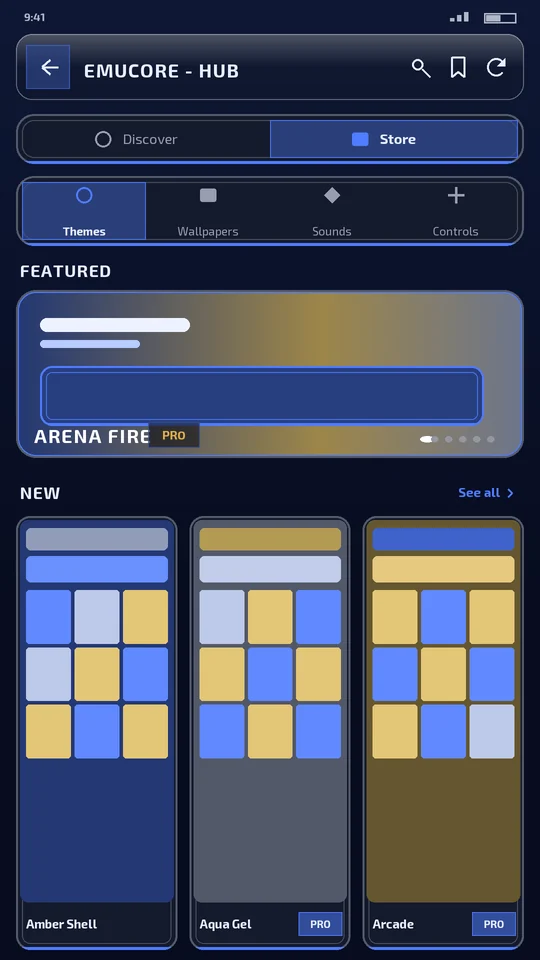 9:41
EMUCORE - HUB
Discover
Store
Themes
Wallpapers
Sounds
Controls
FEATURED
ARENA FIRE
PRO
NEW
See all
Amber Shell
Aqua Gel
PRO
Arcade
PRO